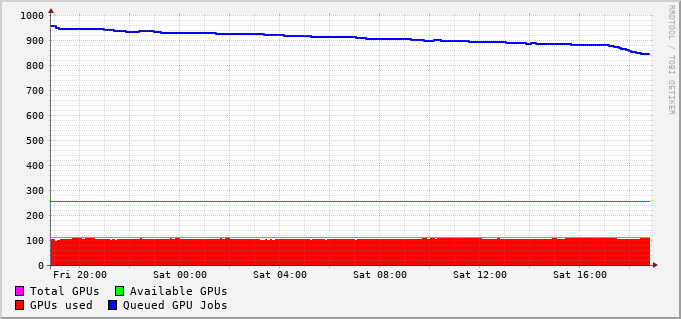 1000
900
800
700
600
500
400
300
200
100
0
Fri 20:00 Sat 00:00 Sat 04:00 Sat 08:00 Sat 12:00 Sat 16:00
Total GPUs Available GPUs
GPUs used Queued GPU Jobs
RRDTOOL / TOBI OETIKER